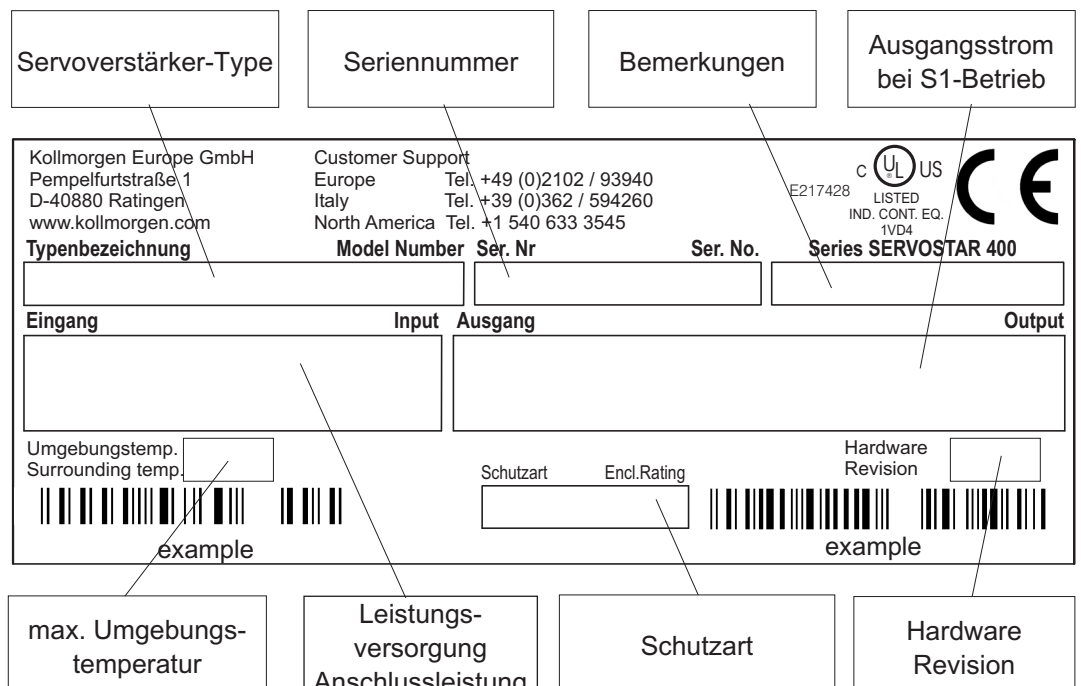 Servoverstärker-Type
Seriennummer
Bemerkungen
Ausgangsstrom
bei S1-Betrieb
Kollmorgen Europe GmbH
Pempelfurtstraße 1
D-40880 Ratingen
www.kollmorgen.com
Customer Support
Europe Tel. +49 (0)2102 / 93940
Italy Tel. +39 (0)362 / 594260
North America Tel. +1 540 633 3545
E217428
C UL US
®
LISTED
IND. CONT. EQ.
1VD4
CE
Typenbezeichnung Model Number
Ser. Nr Ser. No.
Series SERVOSTAR 400
Eingang Input
Ausgang Output
Umgebungstemp.
Surrounding temp.
Schutzart Encl.Rating
Hardware
Revision
example
example
max. Umgebungs-
temperatur
Leistungs-
versorgung
Anschlussleistung
Schutzart
Hardware
Revision